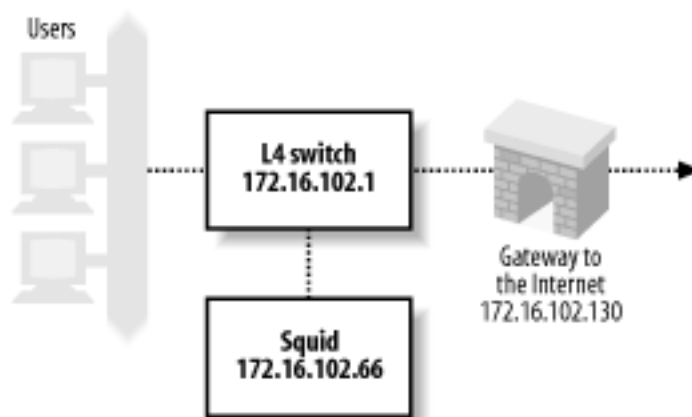 Users
L4 switch
172.16.102.1
Gateway to
the Internet
172.16.102.130
Squid
172.16.102.66